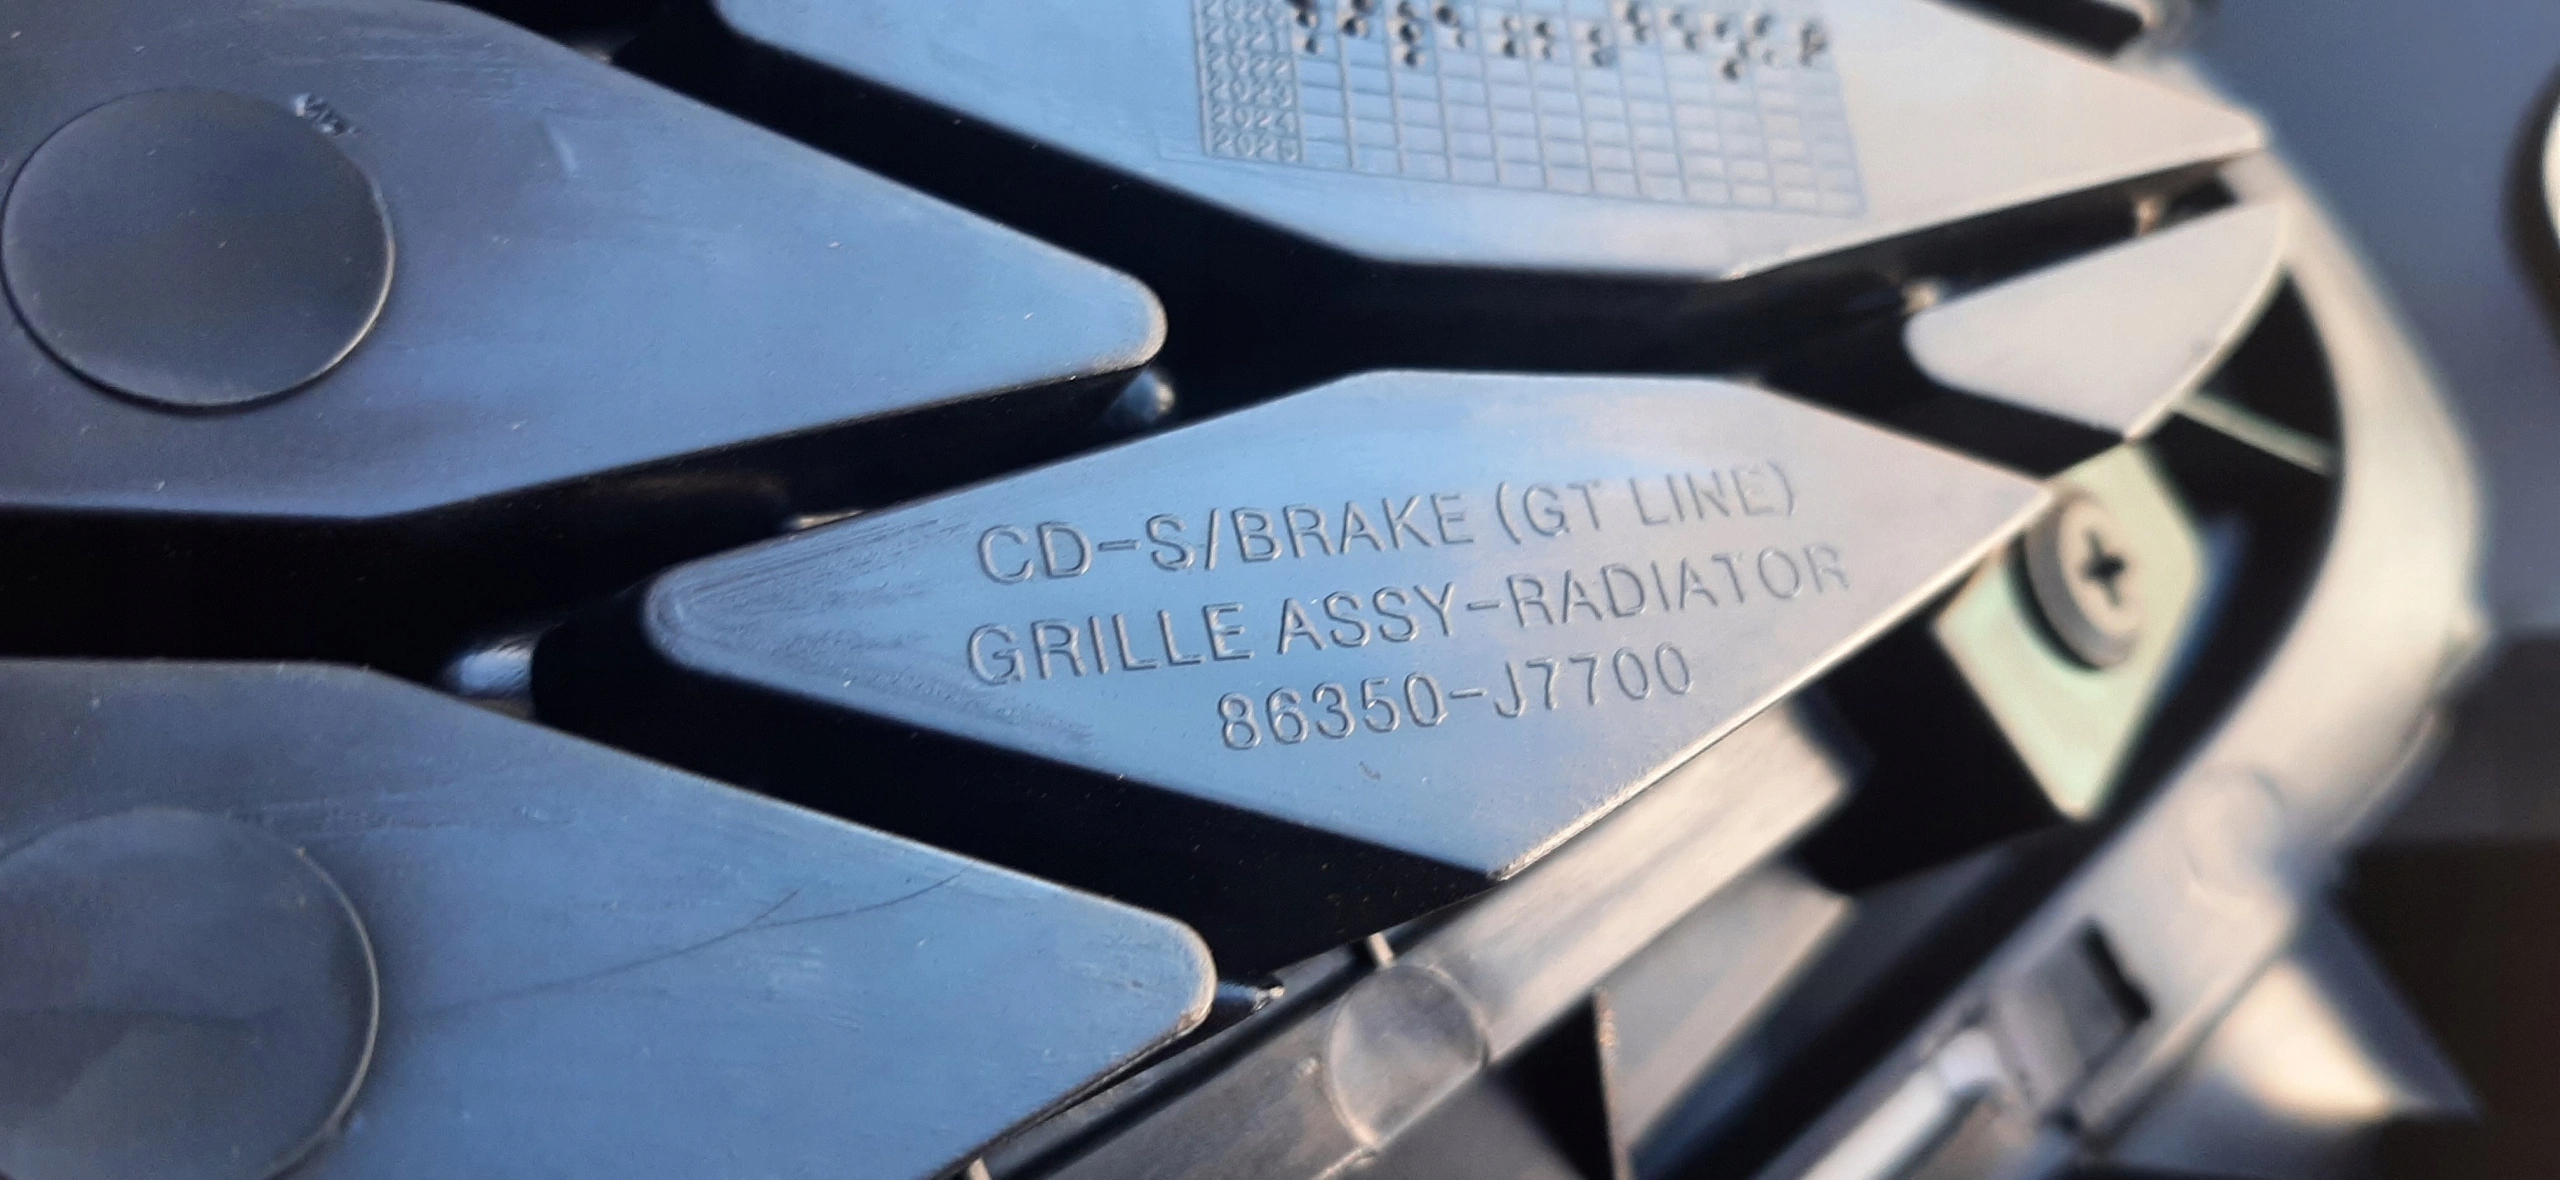 CD-S/BRAKE (GT LINE)
GRILLE ASSY-RADIATOR
86350-J7700